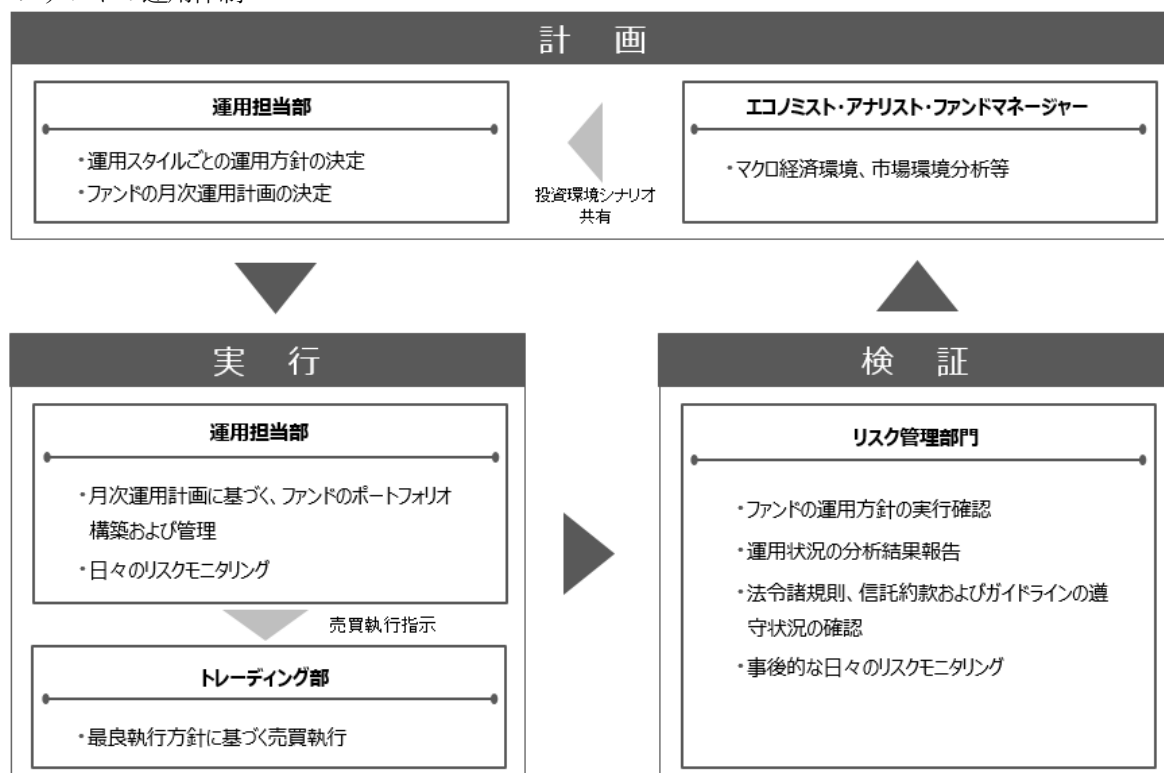 計 画
運用担当部
・運用スタイルごとの運用方針の決定
・ファンドの月次運用計画の決定
投資環境シナリオ
共有
エコノミスト・アナリスト・ファンドマネージャー
・マクロ経済環境、市場環境分析等
実 行
運用担当部
・月次運用計画に基づく、ファンドのポートフォリオ
構築および管理
・日々のリスクモニタリング
売買執行指示
トレーディング部
・最良執行方針に基づく売買執行
検 証
リスク管理部門
・ファンドの運用方針の実行確認
・運用状況の分析結果報告
・法令諸規則、信託約款およびガイドラインの遵
守状況の確認
・事後的な日々のリスクモニタリング